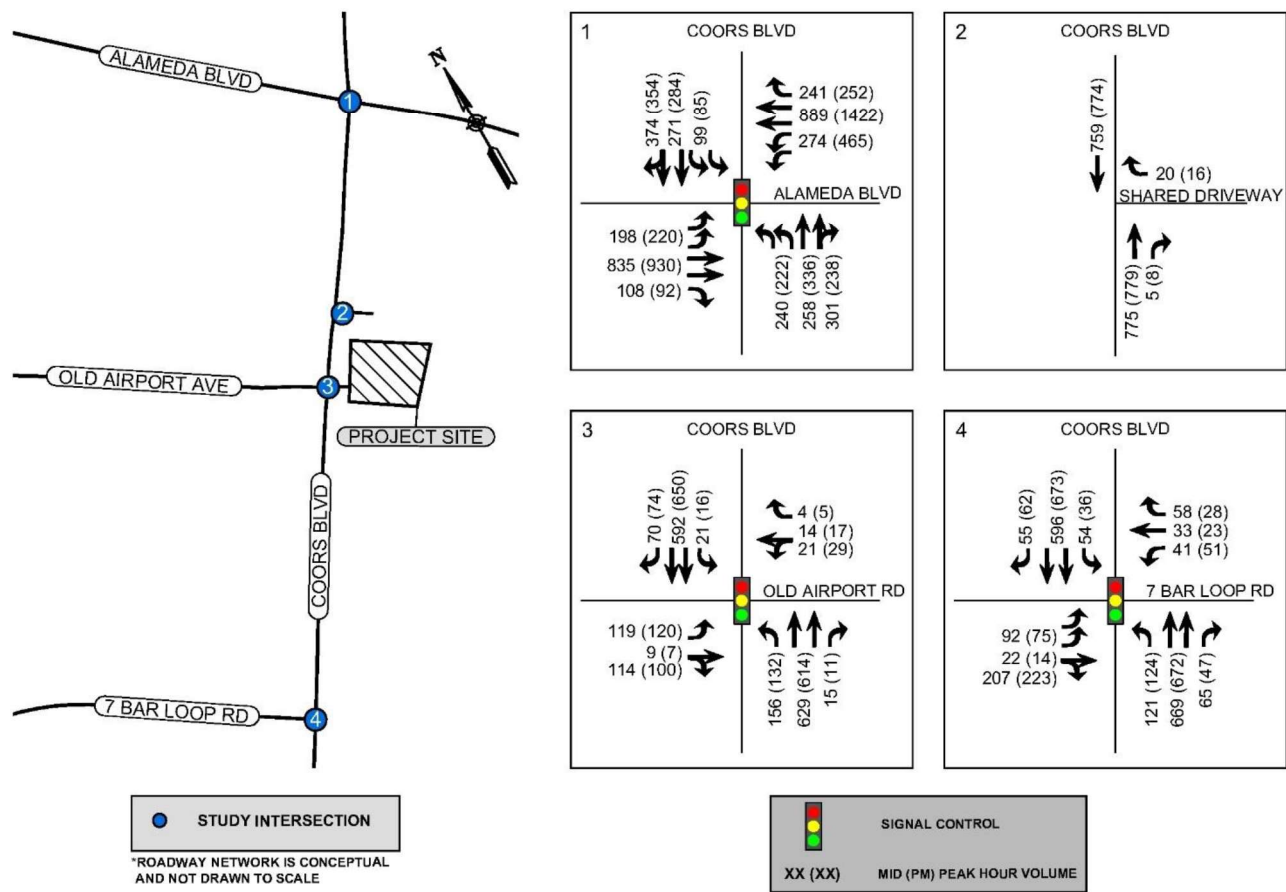 ALAMEDA BLVD
N
1
2
OLD AIRPORT AVE
3
PROJECT SITE
COORS BLVD
7 BAR LOOP RD
4
STUDY INTERSECTION
*ROADWAY NETWORK IS CONCEPTUAL
AND NOT DRAWN TO SCALE
1
COORS BLVD
374 (354)
271 (284)
99 (85)
241 (252)
889 (1422)
274 (465)
ALAMEDA BLVD
198 (220)
835 (930)
108 (92)
240 (222)
258 (336)
301 (238)
2
COORS BLVD
759 (774)
20 (16)
SHARED DRIVEWAY
775 (779)
5 (8)
3
COORS BLVD
70 (74)
592 (650)
21 (16)
4 (5)
14 (17)
21 (29)
OLD AIRPORT RD
119 (120)
9 (7)
114 (100)
156 (132)
629 (614)
15 (11)
4
COORS BLVD
55 (62)
596 (673)
54 (36)
58 (28)
33 (23)
41 (51)
7 BAR LOOP RD
92 (75)
22 (14)
207 (223)
121 (124)
669 (672)
65 (47)
SIGNAL CONTROL
XX (XX) MID (PM) PEAK HOUR VOLUME